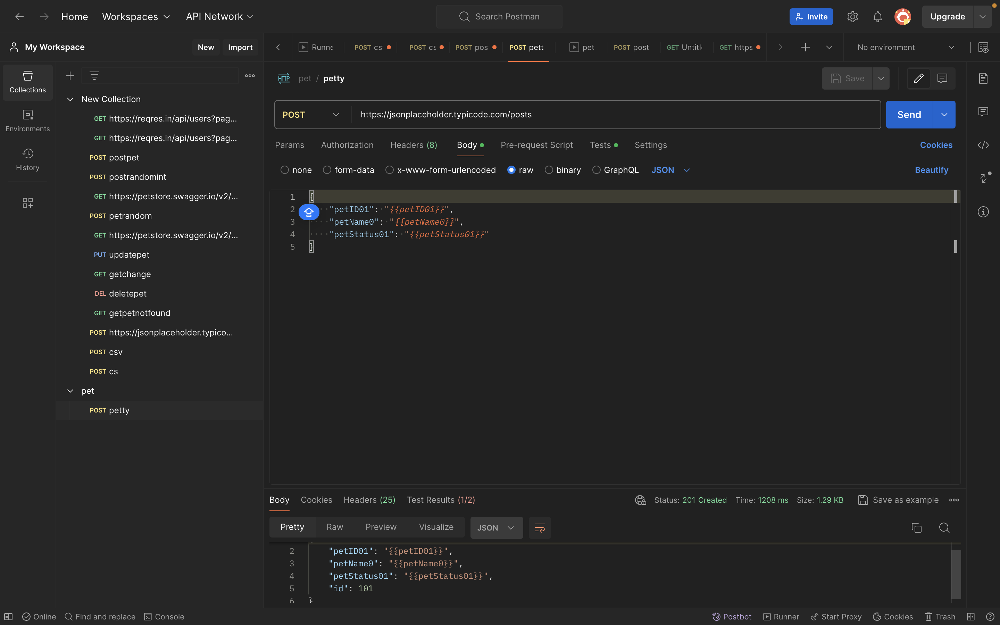 Home Workspaces API Network Search Postman Invite Upgrade
My Workspace New Import
Runne POST cs POST cs POST pos POST pett pet POST post GET Untitl GET https No environment
Collections
Environments
History
New Collection
GET https://reqres.in/api/users?pag...
GET https://reqres.in/api/users?pag...
POST postpet
POST postrandomint
GET https://petstore.swagger.io/v2/...
POST petrandom
GET https://petstore.swagger.io/v2/...
PUT updatepet
GET getchange
DEL deletepet
GET getpetnotfound
POST https://jsonplaceholder.typico...
POST csv
POST cs
pet
POST petty
HTTP pet / petty Save
POST https://jsonplaceholder.typicode.com/posts Send
Params Authorization Headers (8) Body Pre-request Script Tests Settings Cookies
none form-data x-www-form-urlencoded raw binary GraphQL JSON Beautify
1 {
2 "petID01": "{{petID01}}",
3 "petName0": "{{petName0}}",
4 "petStatus01": "{{petStatus01}}"
5 }
Body Cookies Headers (25) Test Results (1/2) Status: 201 Created Time: 1208 ms Size: 1.29 KB Save as example
Pretty Raw Preview Visualize JSON
2 "petID01": "{{petID01}}",
3 "petName0": "{{petName0}}",
4 "petStatus01": "{{petStatus01}}",
5 "id": 101
6 }
Online Find and replace Console Postbot Runner Start Proxy Cookies Trash